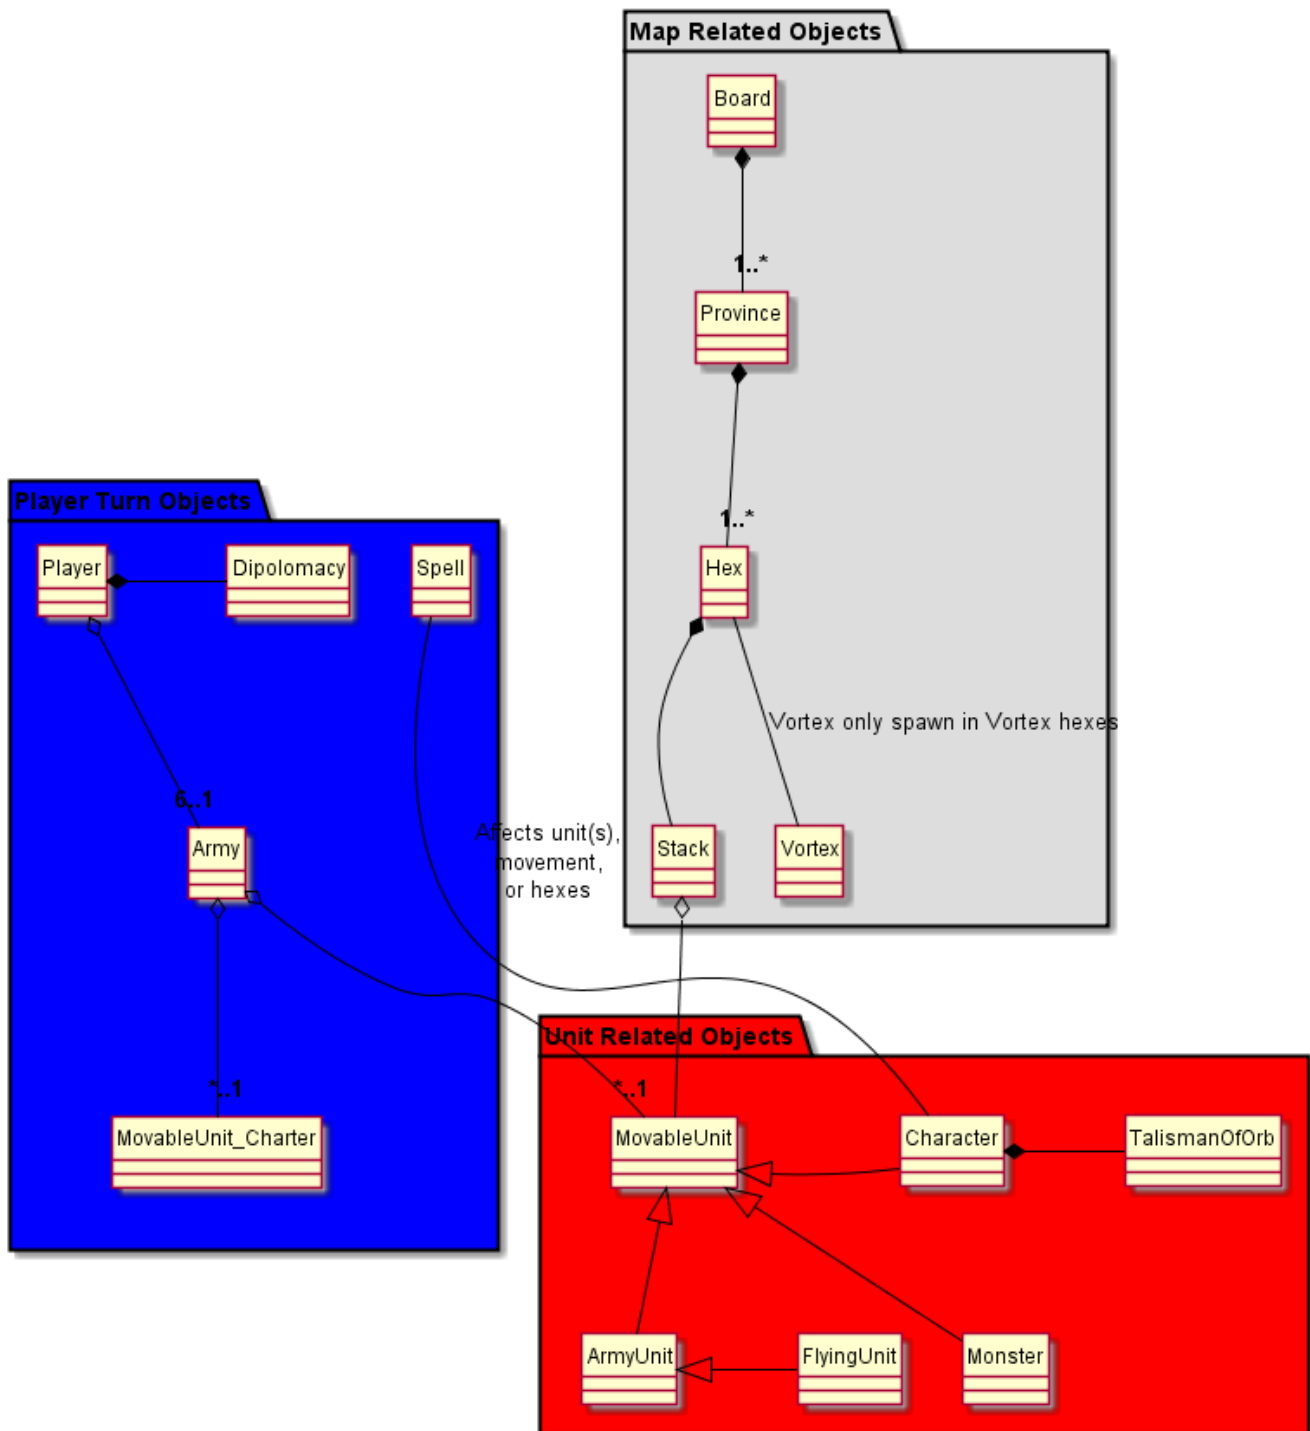 Map Related Objects
Board
1..*
Province
1..*
Player Turn Objects
Player
Dipolomacy
Spell
Hex
Vortex only spawn in Vortex hexes
6..1
Affects unit(s),
movement,
or hexes
Army
Stack
Vortex
Unit Related Objects
*..1
*..1
MovableUnit_Charter
MovableUnit
Character
TalismanOfOrb
ArmyUnit
FlyingUnit
Monster